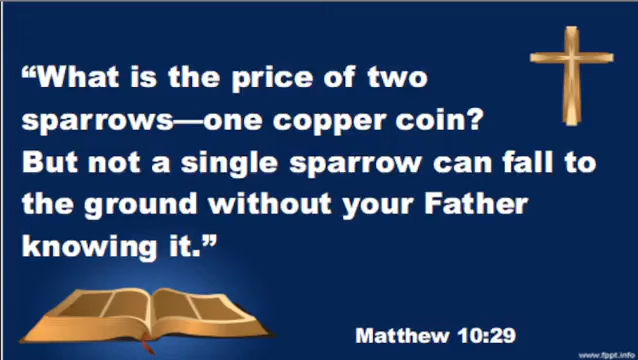 “What is the price of two
sparrows—one copper coin?
But not a single sparrow can fall to
the ground without your Father
knowing it.”
Matthew 10:29
www.fppt.info